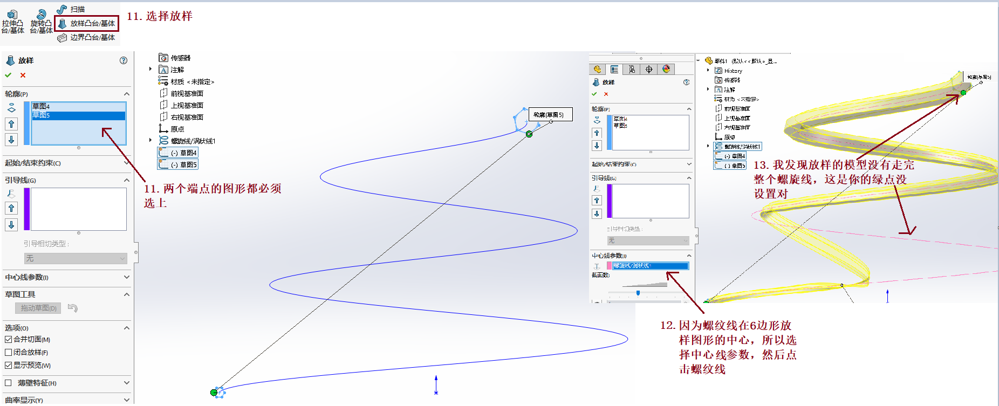 扫描
拉伸凸
台/基体
旋转凸
台/基体
放样凸台/基体
边界凸台/基体
11. 选择放样
放样
轮廓(P)
草图4
草图5
起始/结束约束(C)
引导线(G)
引导相切类型：
无
中心线参数(I)
草图工具
拖动草图(D)
选项(O)
合并切面(M)
闭合放样(F)
显示预览(W)
薄壁特征(H)
曲率显示(Y)
传感器
注解
材质 <未指定>
前视基准面
上视基准面
右视基准面
原点
螺旋线/涡状线1
(-) 草图4
(-) 草图5
11. 两个端点的图形都必须
选上
轮廓(草图5)
放样
轮廓(P)
草图4
草图5
起始/结束约束(C)
引导线(G)
引导相切类型:
无
中心线参数(I)
螺旋线/涡状线1
截面数:
零件1 (默认<<默认>_显...
History
传感器
注解
材质 <未指定>
前视基准面
上视基准面
右视基准面
原点
螺旋线/涡状线1
(-) 草图4
(-) 草图5
轮廓(草图5)
13. 我发现放样的模型没有走完
整个螺旋线，这是你的绿点没
设置对
12. 因为螺纹线在6边形放
样图形的中心，所以选
择中心线参数，然后点
击螺纹线